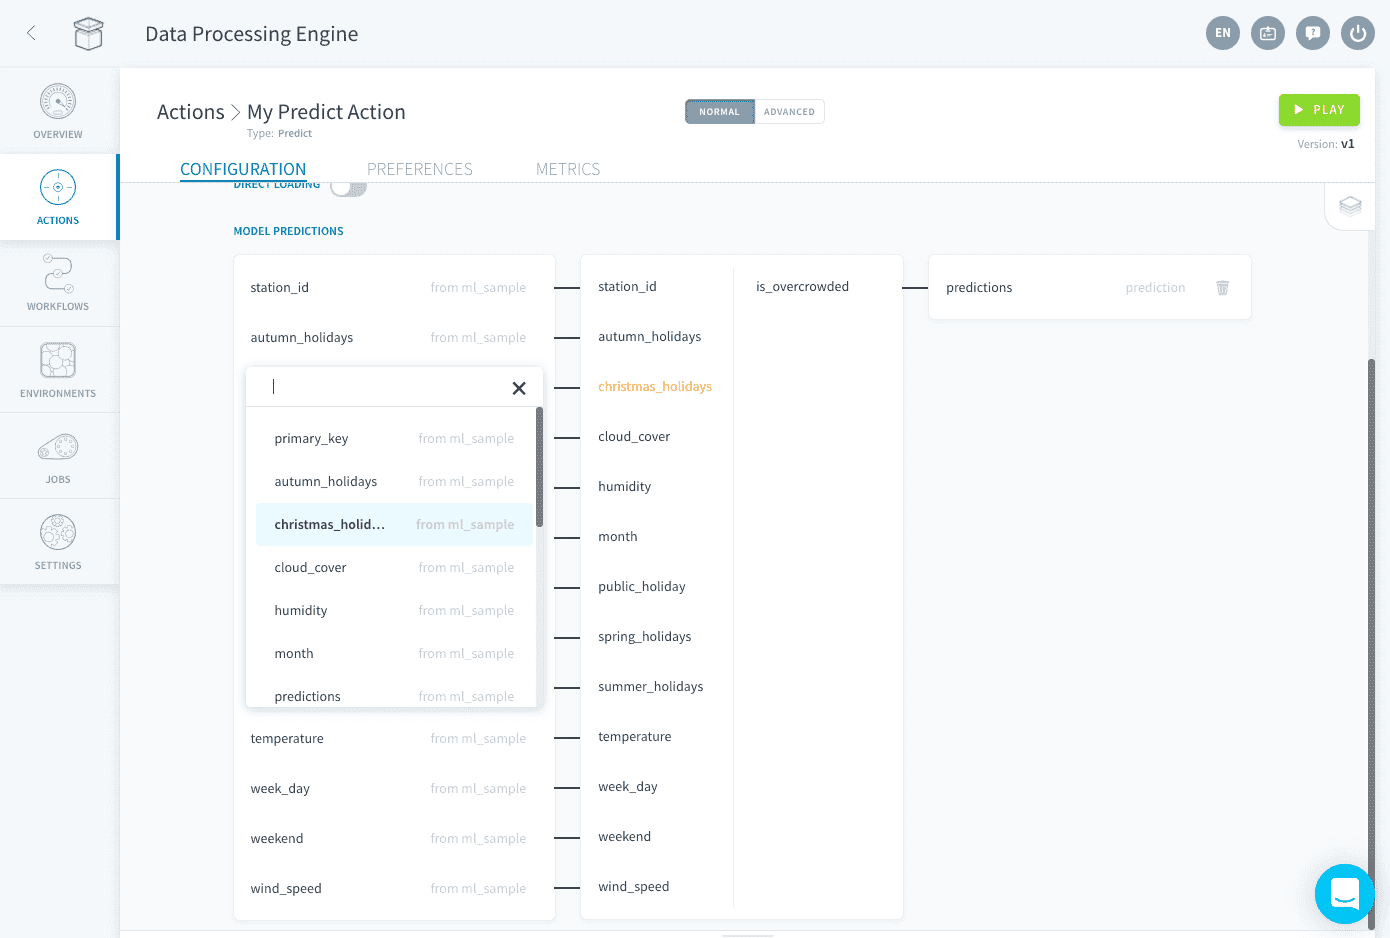 Data Processing Engine
EN
OVERVIEW
ACTIONS
WORKFLOWS
ENVIRONMENTS
JOBS
SETTINGS
Actions > My Predict Action
Type: Predict
NORMAL ADVANCED
PLAY
Version: v1
CONFIGURATION PREFERENCES METRICS
DIRECT LOADING
MODEL PREDICTIONS
station_id from ml_sample
autumn_holidays from ml_sample
primary_key from ml_sample
autumn_holidays from ml_sample
christmas_holid... from ml_sample
cloud_cover from ml_sample
humidity from ml_sample
month from ml_sample
predictions from ml_sample
temperature from ml_sample
week_day from ml_sample
weekend from ml_sample
wind_speed from ml_sample
station_id
autumn_holidays
christmas_holidays
cloud_cover
humidity
month
public_holiday
spring_holidays
summer_holidays
temperature
week_day
weekend
wind_speed
is_overcrowded
predictions prediction